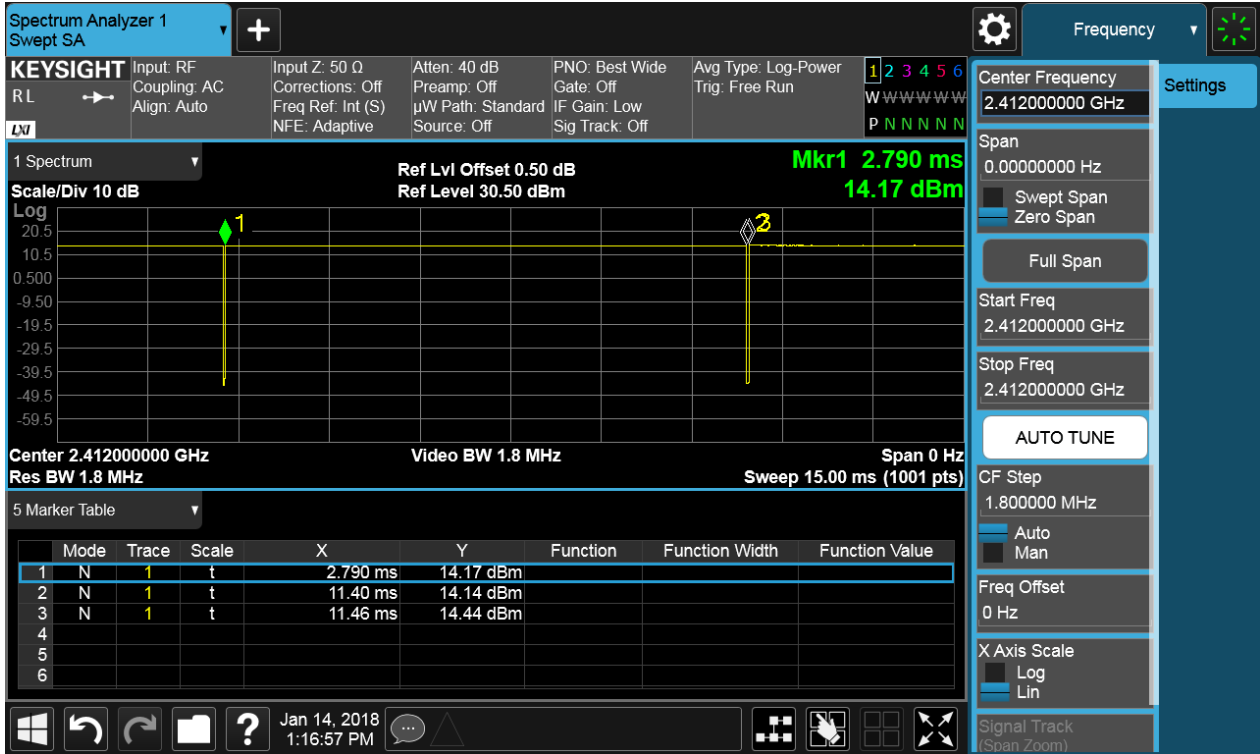 Spectrum Analyzer 1
Swept SA
Frequency
KEYSIGHT
RL
LXI
Input: RF
Coupling: AC
Align: Auto
Input Z: 50 Ω
Corrections: Off
Freq Ref: Int (S)
NFE: Adaptive
Atten: 40 dB
Preamp: Off
µW Path: Standard
Source: Off
PNO: Best Wide
Gate: Off
IF Gain: Low
Sig Track: Off
Avg Type: Log-Power
Trig: Free Run
1 2 3 4 5 6
W W W W W W
P N N N N N
1 Spectrum
Scale/Div 10 dB
Ref Lvl Offset 0.50 dB
Ref Level 30.50 dBm
Mkr1 2.790 ms
14.17 dBm
Log
20.5
10.5
0.500
-9.50
-19.5
-29.5
-39.5
-49.5
-59.5
1
Center 2.412000000 GHz
Video BW 1.8 MHz
Span 0 Hz
Res BW 1.8 MHz
Sweep 15.00 ms (1001 pts)
5 Marker Table
Mode Trace Scale X Y Function Function Width Function Value
1 N 1 t 2.790 ms 14.17 dBm
2 N 1 t 11.40 ms 14.14 dBm
3 N 1 t 11.46 ms 14.44 dBm
4
5
6
?
Jan 14, 2018
1:16:57 PM
Center Frequency
2.412000000 GHz
Span
0.00000000 Hz
Swept Span
Zero Span
Full Span
Start Freq
2.412000000 GHz
Stop Freq
2.412000000 GHz
AUTO TUNE
CF Step
1.800000 MHz
Auto
Man
Freq Offset
0 Hz
X Axis Scale
Log
Lin
Signal Track
(Span Zoom)
Settings